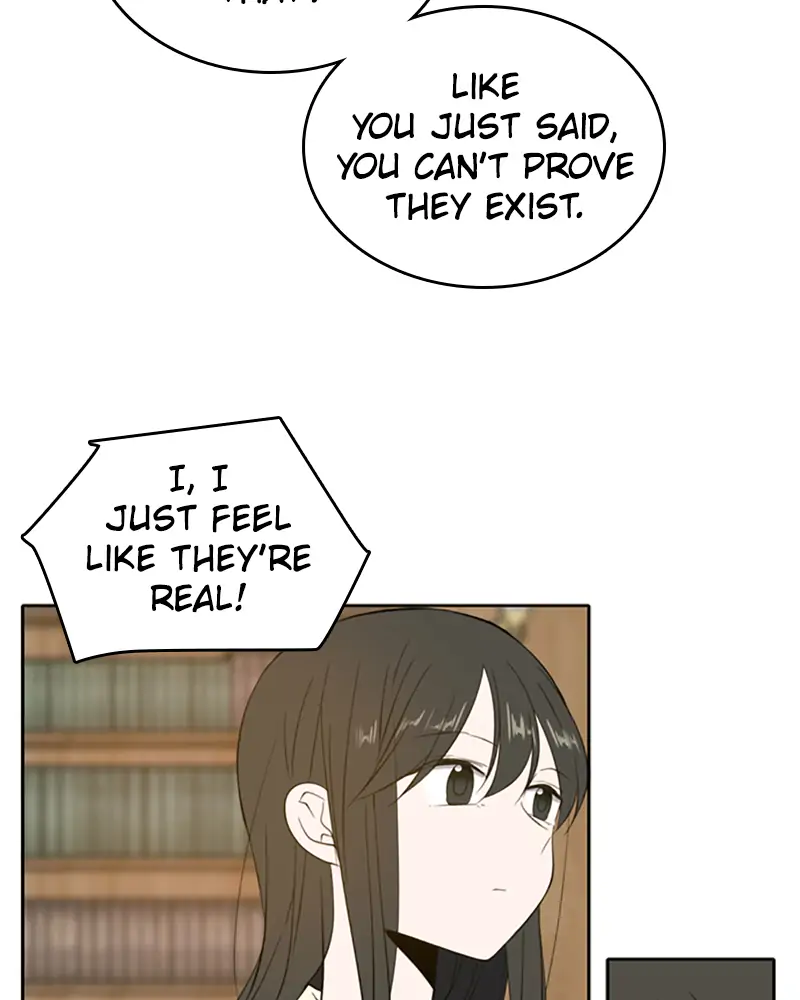 LIKE
YOU JUST SAID,
YOU CAN'T PROVE
THEY EXIST.
I, I
JUST FEEL
LIKE THEY'RE
REAL!